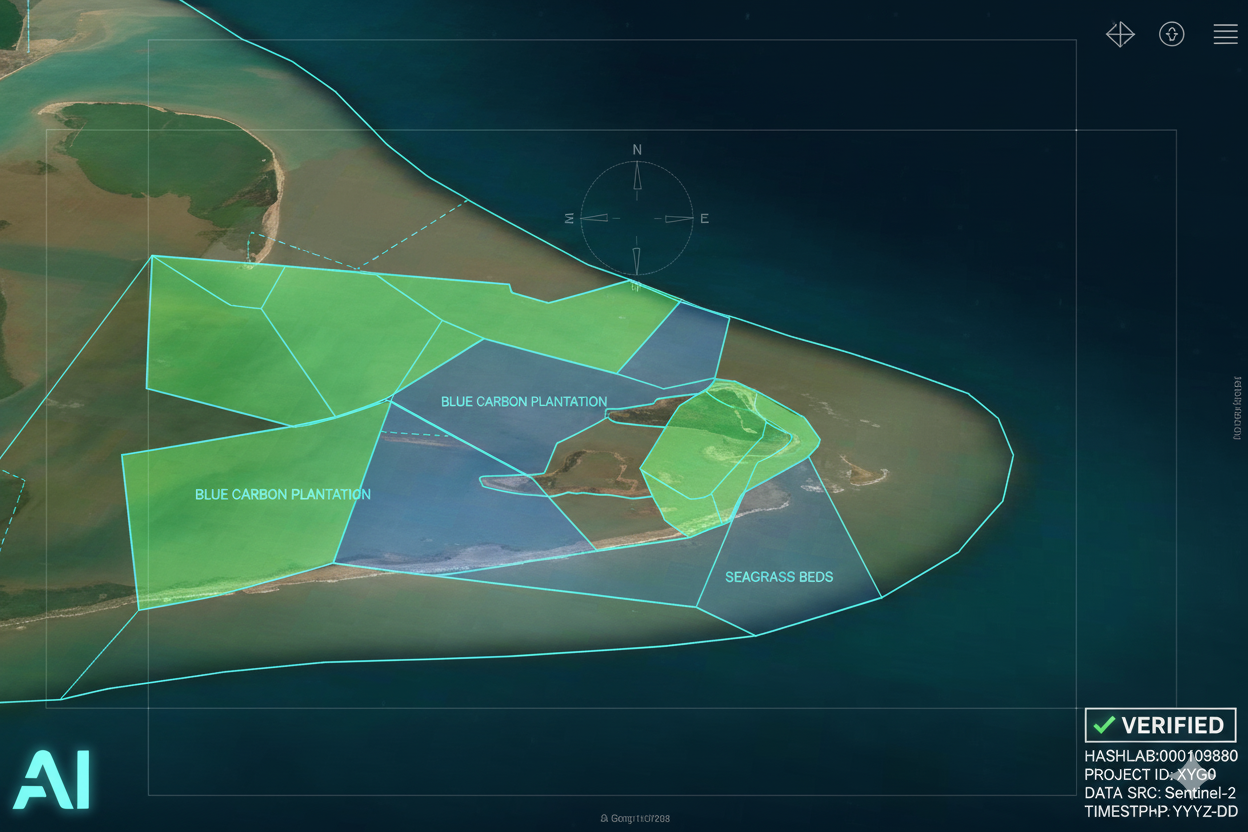 N
E
BLUE CARBON PLANTATION
BLUE CARBON PLANTATION
SEAGRASS BEDS
AI
VERIFIED
HASHLAB:000109880
PROJECT ID: XYG0
DATA SRC: Sentinel-2
TIMESTPHP: YYYZ-DD